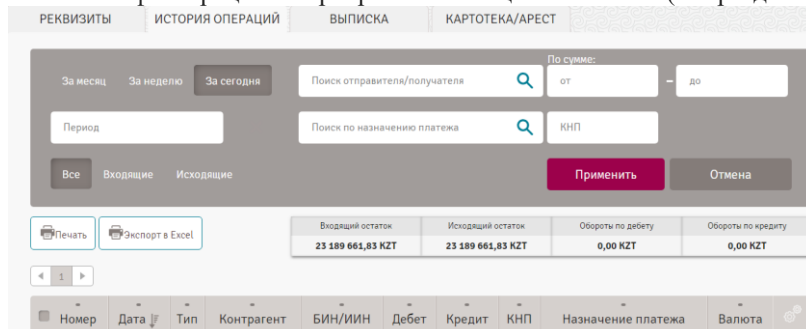 РЕКВИЗИТЫ ИСТОРИЯ ОПЕРАЦИЙ ВЫПИСКА КАРТОТЕКА/АРЕСТ
По сумме:
За месяц За неделю За сегодня Поиск отправителя/получателя от – до
Период Поиск по назначению платежа КНП
Все Входящие Исходящие Применить Отмена
Входящий остаток Исходящий остаток Обороты по дебету Обороты по кредиту
Печать Экспорт в Excel
23 189 661,83 KZT 23 189 661,83 KZT 0,00 KZT 0,00 KZT
1
Номер Дата Тип Контрагент БИН/ИИН Дебет Кредит КНП Назначение платежа Валюта